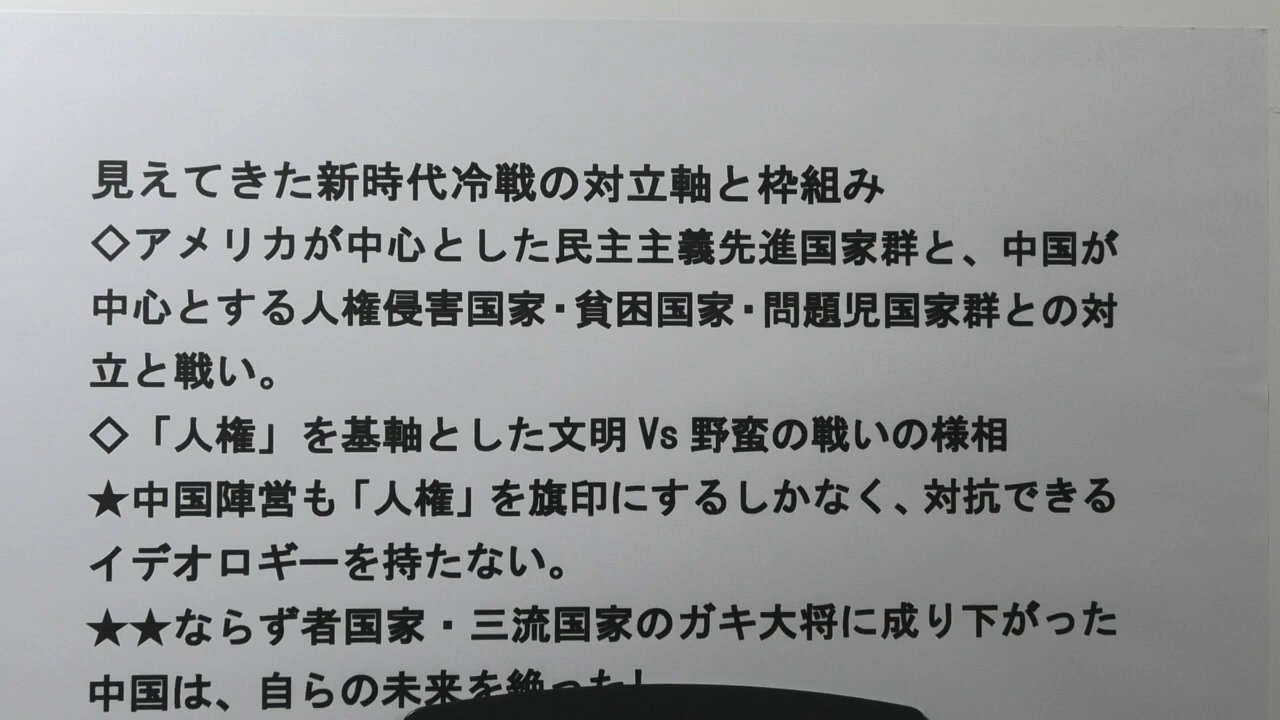 見えてきた新時代冷戦の対立軸と枠組み
◇アメリカが中心とした民主主義先進国家群と、中国が
中心とする人権侵害国家・貧困国家・問題児国家群との対
立と戦い。
◇「人権」を基軸とした文明 Vs 野蛮の戦いの様相
★中国陣営も「人権」を旗印にするしかなく、対抗できる
イデオロギーを持たない。
★★ならず者国家・三流国家のガキ大将に成り下がった
中国は、自らの未来を絶った!